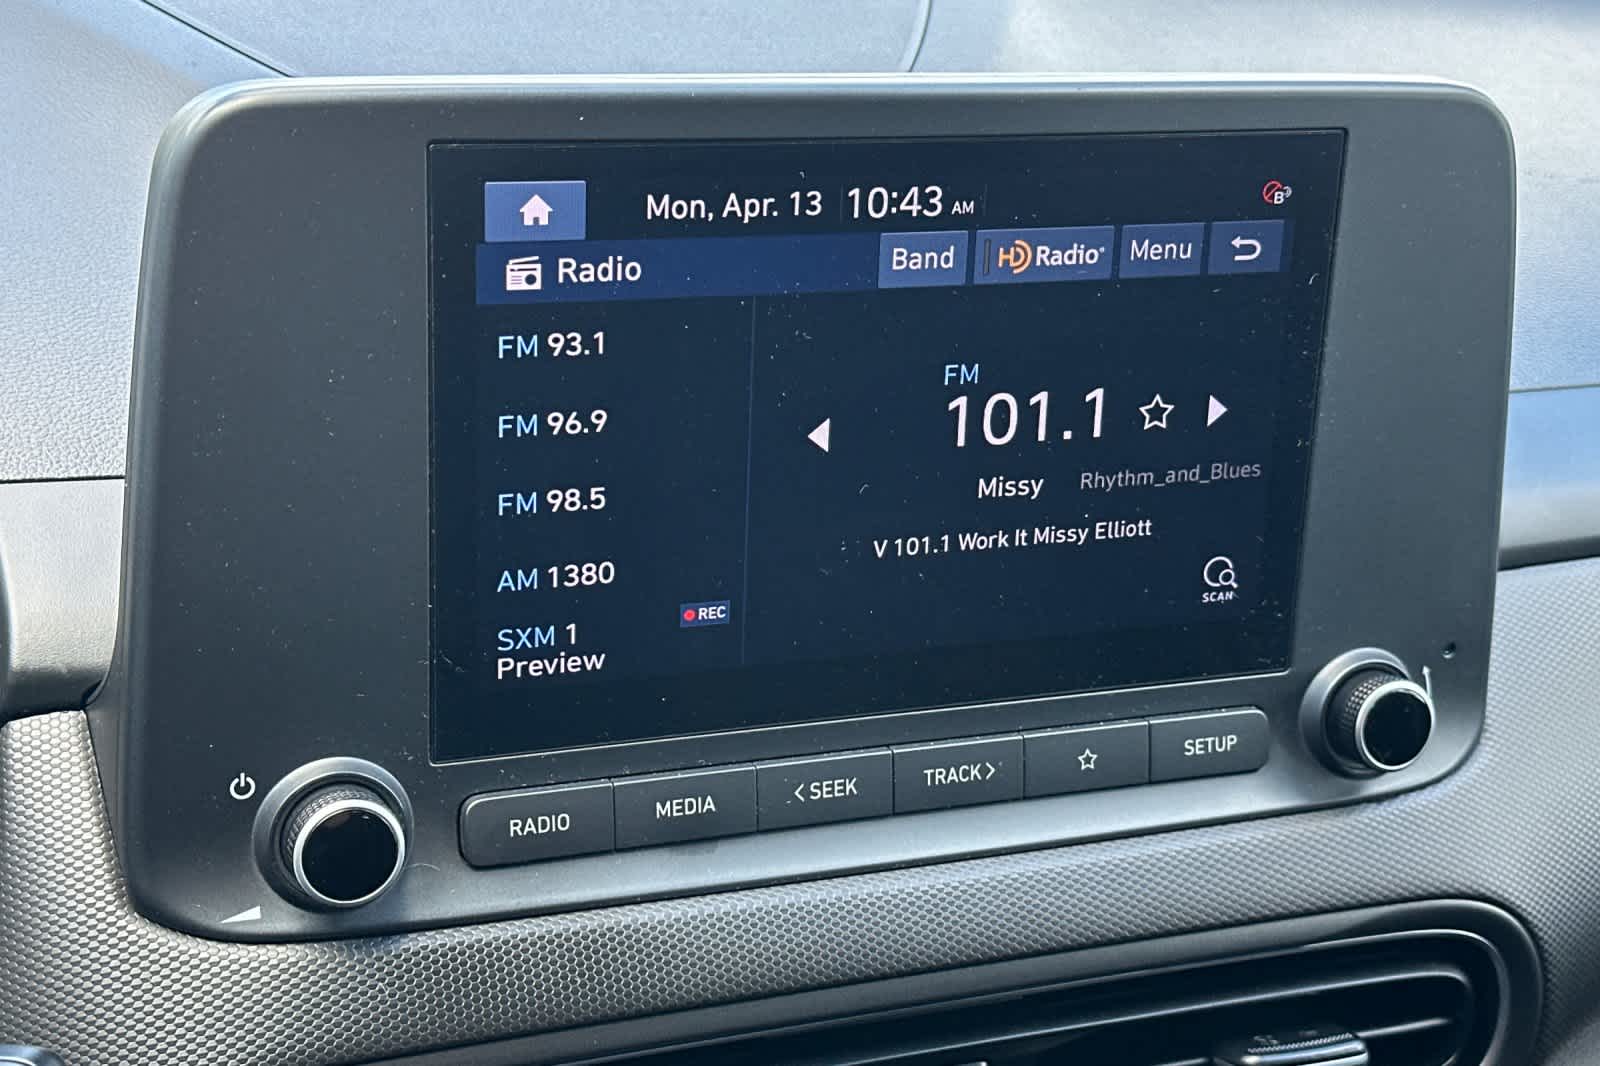 Mon, Apr. 13 10:43 AM
B
Radio Band HD Radio Menu
FM 93.1
FM 96.9
FM 98.5
AM 1380
REC
SXM 1
Preview
FM
101.1
Missy Rhythm_and_Blues
V 101.1 Work It Missy Elliott
SCAN
RADIO MEDIA < SEEK TRACK > SETUP